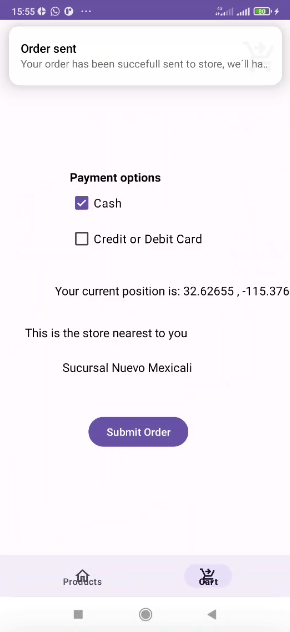 15:55
Order sent
Your order has been succefull sent to store, we´ll ha..
Payment options
Cash
Credit or Debit Card
Your current position is: 32.62655 , -115.376
This is the store nearest to you
Sucursal Nuevo Mexicali
Submit Order
Products
Cart